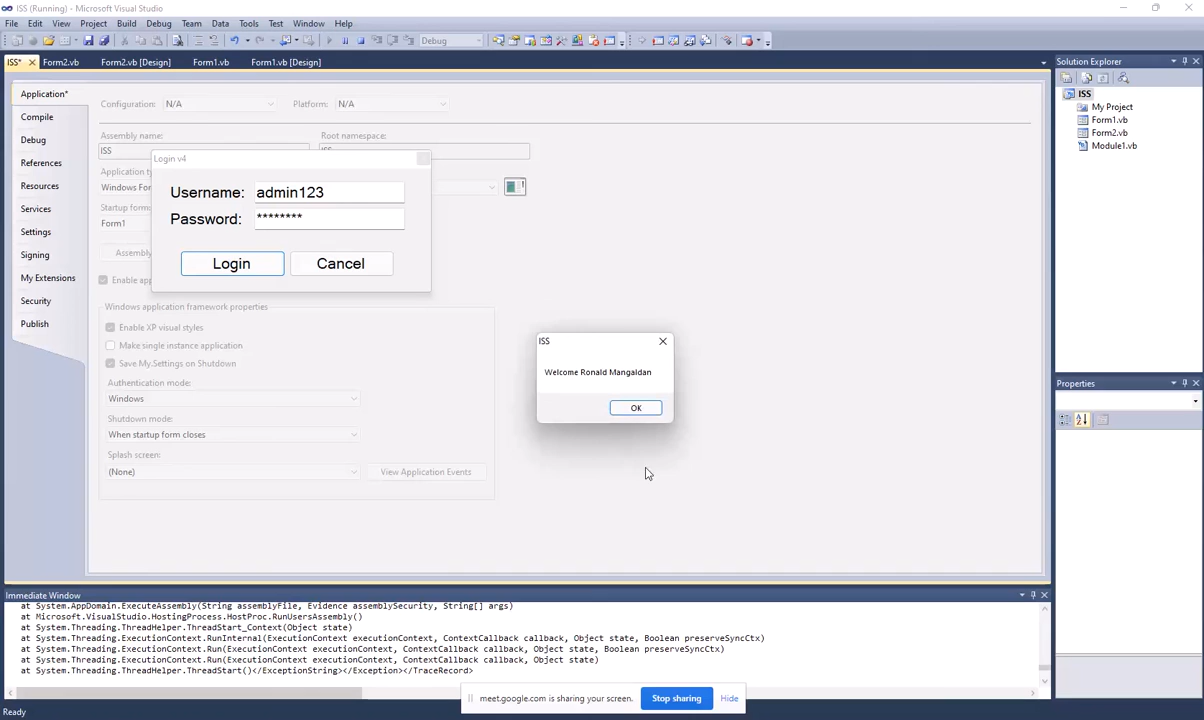 ISS (Running) - Microsoft Visual Studio
File Edit View Project Build Debug Team Data Tools Test Window Help
Debug
ISS* Form2.vb Form2.vb [Design] Form1.vb Form1.vb [Design]
Solution Explorer
ISS
My Project
Form1.vb
Form2.vb
Module1.vb
Application*
Compile
Debug
References
Resources
Services
Settings
Signing
My Extensions
Security
Publish
Configuration: N/A Platform: N/A
Assembly name: Root namespace:
ISS
Application ty
Windows For
Startup form:
Form1
Assembly
Enable app
Login v4
Username: admin123
Password: ********
Login Cancel
Windows application framework properties
Enable XP visual styles
Make single instance application
Save My.Settings on Shutdown
Authentication mode:
Windows
Shutdown mode:
When startup form closes
Splash screen:
(None) View Application Events
ISS
Welcome Ronald Mangaldan
OK
Properties
Immediate Window
at System.AppDomain.ExecuteAssembly(String assemblyFile, Evidence assemblySecurity, String[] args)
at Microsoft.VisualStudio.HostingProcess.HostProc.RunUsersAssembly()
at System.Threading.ThreadHelper.ThreadStart_Context(Object state)
at System.Threading.ExecutionContext.RunInternal(ExecutionContext executionContext, ContextCallback callback, Object state, Boolean preserveSyncCtx)
at System.Threading.ExecutionContext.Run(ExecutionContext executionContext, ContextCallback callback, Object state, Boolean preserveSyncCtx)
at System.Threading.ExecutionContext.Run(ExecutionContext executionContext, ContextCallback callback, Object state)
at System.Threading.ThreadHelper.ThreadStart()</ExceptionString></Exception></TraceRecord>
meet.google.com is sharing your screen. Stop sharing Hide
Ready